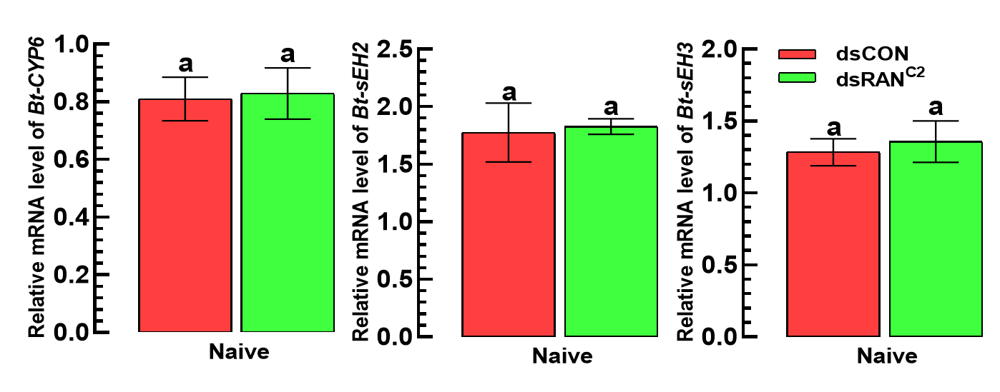 Relative mRNA level of Bt-CYP6
1.0
0.8
0.6
0.4
0.2
0.0
a
a
Naive
Relative mRNA level of Bt-sEH2
2.5
2.0
1.5
1.0
0.5
0.0
a
a
Naive
Relative mRNA level of Bt-sEH3
2.0
1.5
1.0
0.5
0.0
a
a
Naive
dsCON
dsRAN^C2